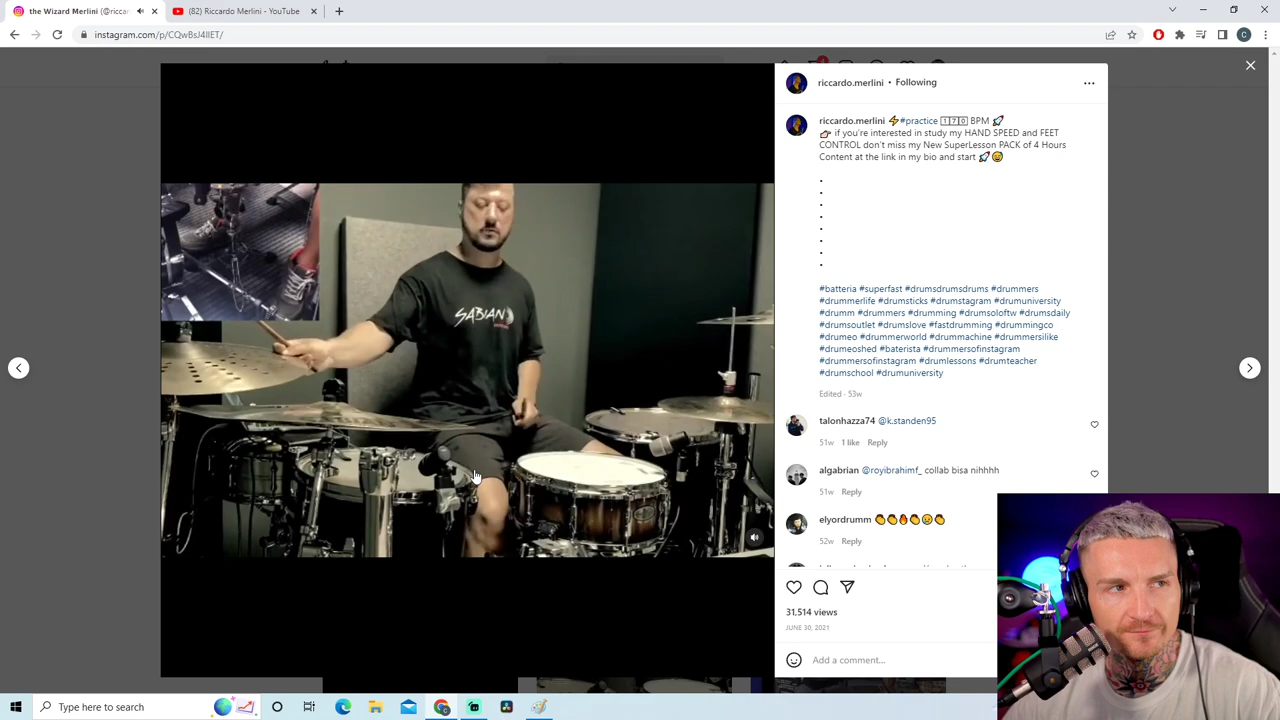 the Wizard Merlini (@riccar
(82) Riccardo Merlini - YouTube
instagram.com/p/CQwBsJ4lIET/
riccardo.merlini • Following
riccardo.merlini ⚡#practice 1️⃣7️⃣0️⃣ BPM 🚀
👉 if you're interested in study my HAND SPEED and FEET
CONTROL don't miss my New SuperLesson PACK of 4 Hours
Content at the link in my bio and start 🚀😅
•
•
•
•
•
•
•
•
#batteria #superfast #drumsdrumsdrums #drummers
#drummerlife #drumsticks #drumstagram #drumuniversity
#drumm #drummers #drumming #drumsoloftw #drumsdaily
#drumsoutlet #drumslove #fastdrumming #drummingco
#drumeo #drummerworld #drummachine #drummersilike
#drumeoshed #baterista #drummersofinstagram
#drummersofinstagram #drumlessons #drumteacher
#drumschool #drumuniversity
Edited · 53w
talonhazza74 @k.standen95
51w 1 like Reply
algabrian @royibrahimf_ collab bisa nihhhh
51w Reply
elyordrumm 👏👏🔥👏😢👏
52w Reply
31,514 views
JUNE 30, 2021
Add a comment...
SABIAN
Type here to search